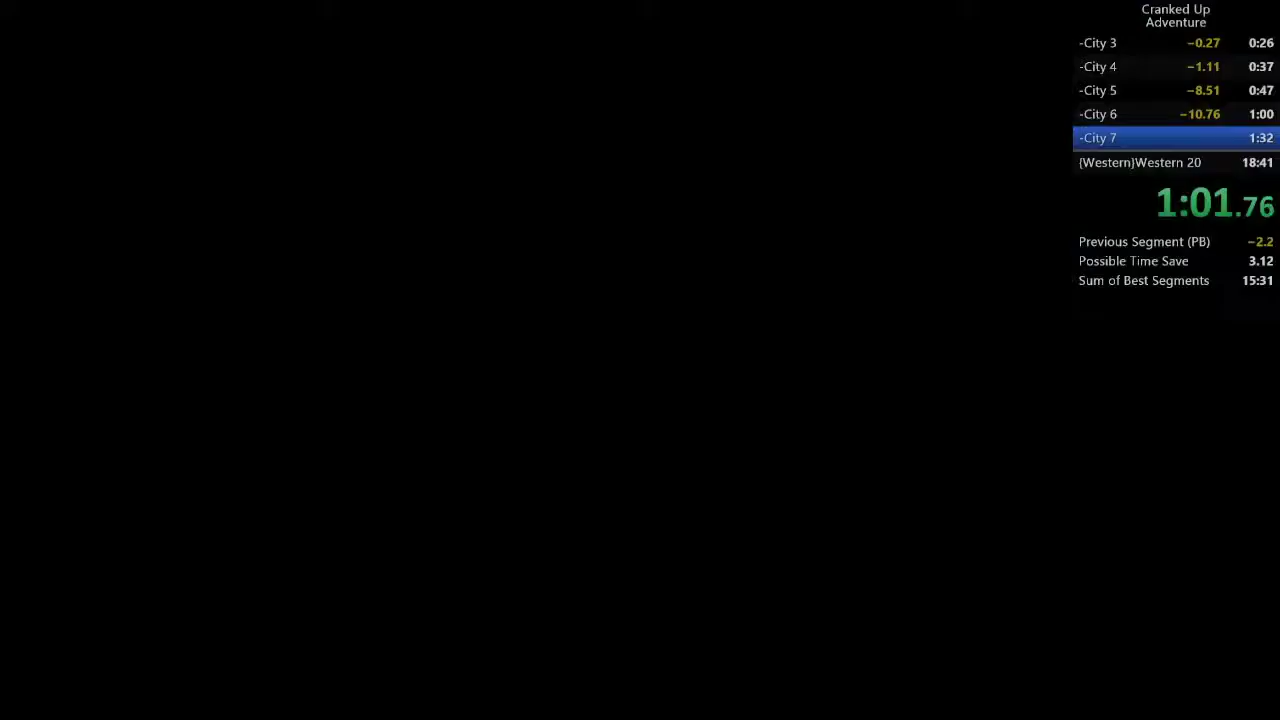 Cranked Up
Adventure
-City 3 −0.27 0:26
-City 4 −1.11 0:37
-City 5 −8.51 0:47
-City 6 −10.76 1:00
-City 7 1:32
{Western}Western 20 18:41
1:01.76
Previous Segment (PB) −2.2
Possible Time Save 3.12
Sum of Best Segments 15:31